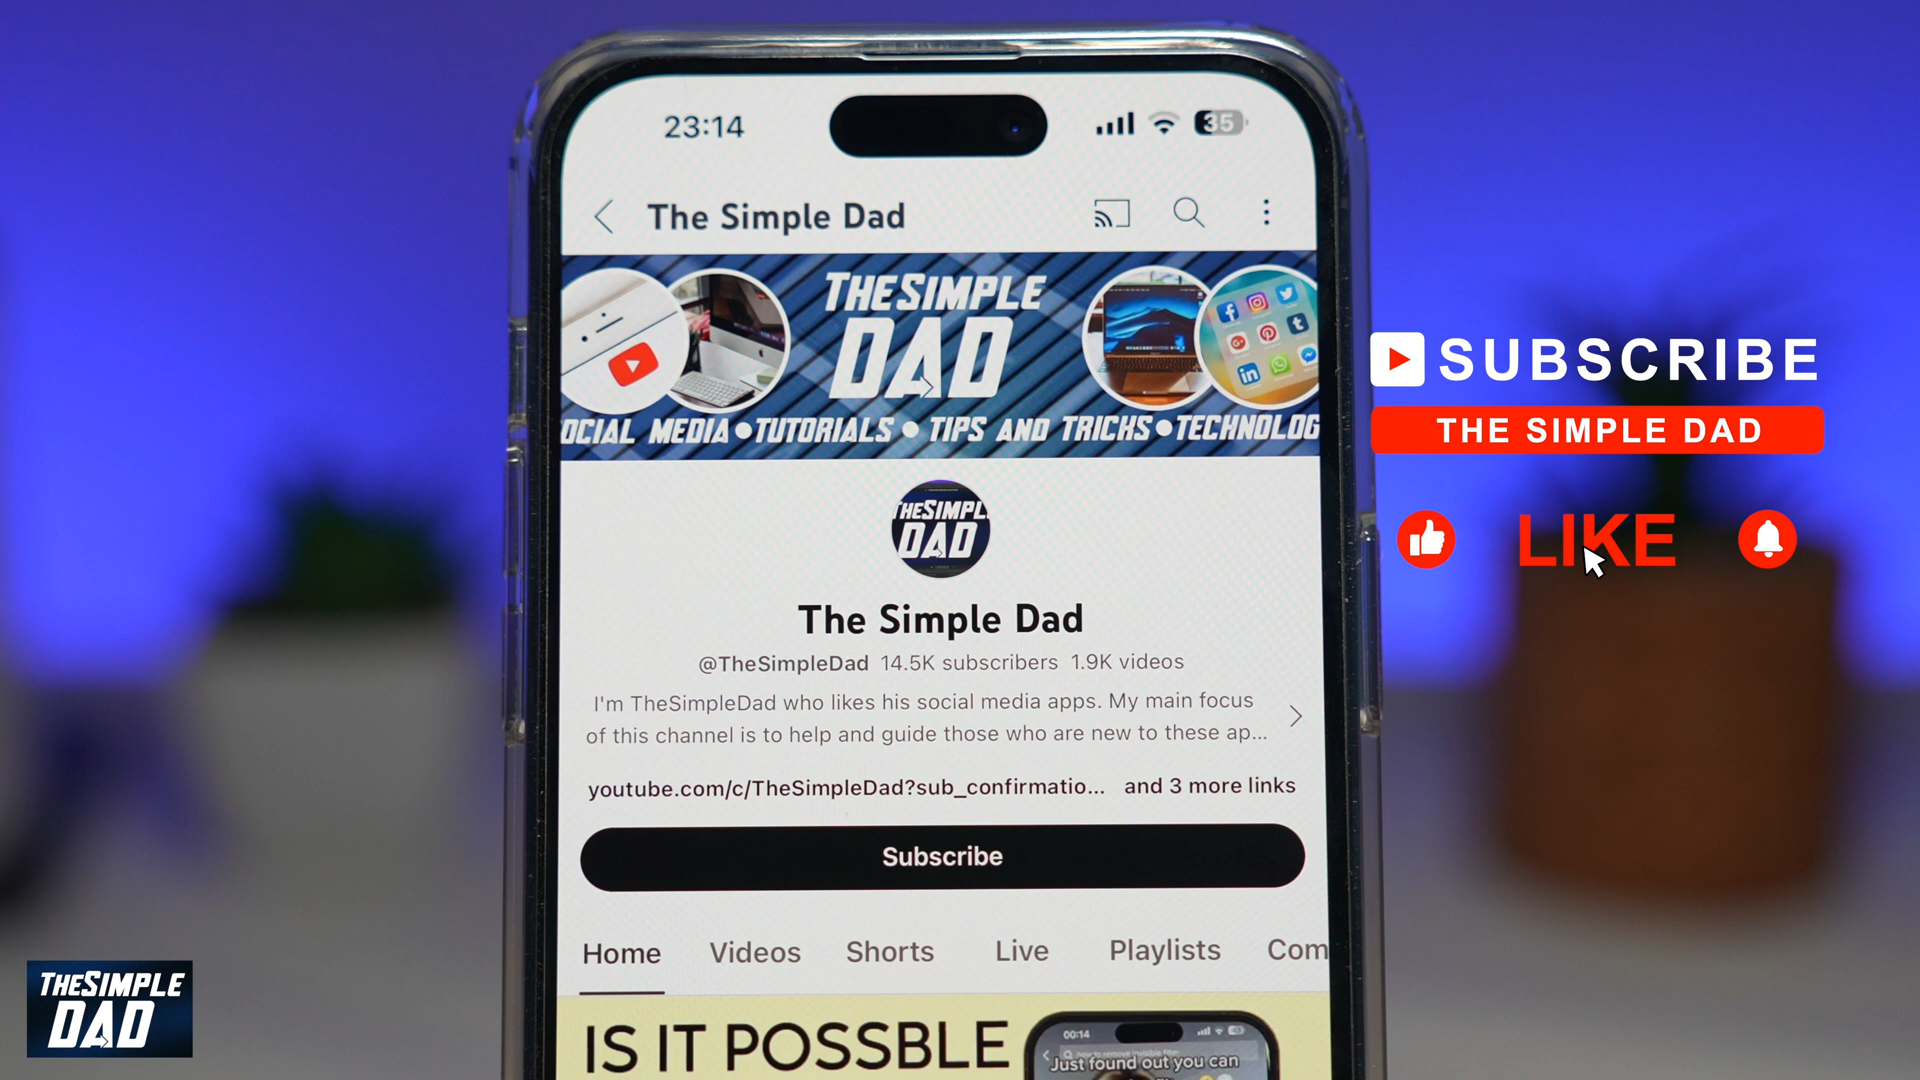 23:14
35
The Simple Dad
THESIMPLE
DAD
OCIAL MEDIA ● TUTORIALS ● TIPS AND TRICKS ● TECHNOLOG
SUBSCRIBE
THE SIMPLE DAD
LIKE
THESIMPL
DAD
The Simple Dad
@TheSimpleDad 14.5K subscribers 1.9K videos
I'm TheSimpleDad who likes his social media apps. My main focus
of this channel is to help and guide those who are new to these ap...
youtube.com/c/TheSimpleDad?sub_confirmatio... and 3 more links
Subscribe
Home Videos Shorts Live Playlists Com
THESIMPLE
DAD
IS IT POSSBLE
00:14
Just found out you can